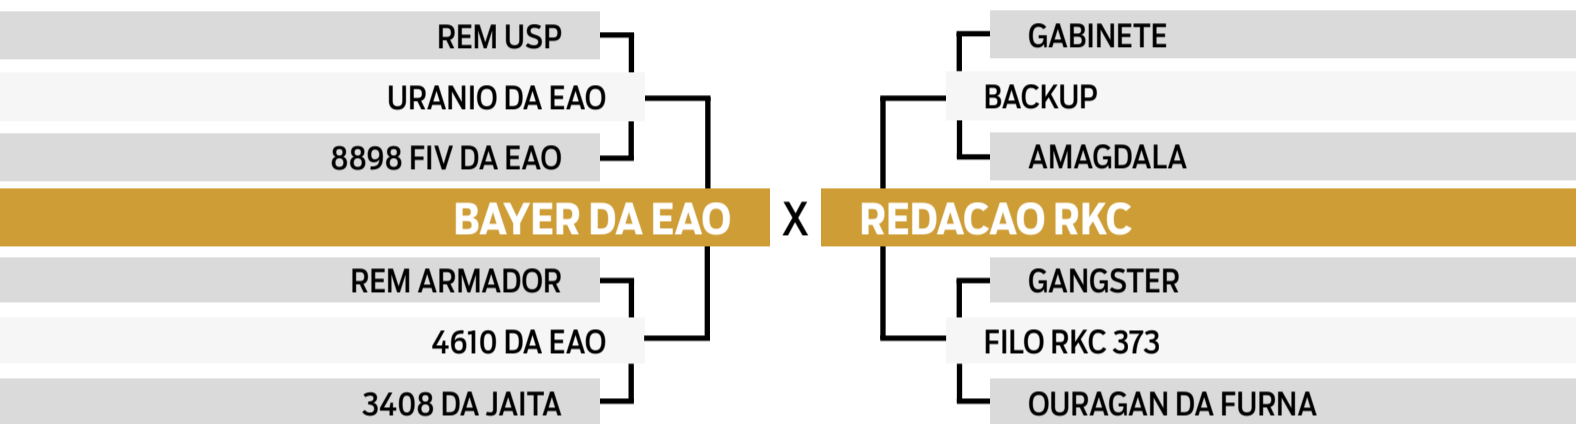 REM USP
URANIO DA EAO
8898 FIV DA EAO
BAYER DA EAO
REM ARMADOR
4610 DA EAO
3408 DA JAITA
X
GABINETE
BACKUP
AMAGDALA
REDACAO RKC
GANGSTER
FILO RKC 373
OURAGAN DA FURNA